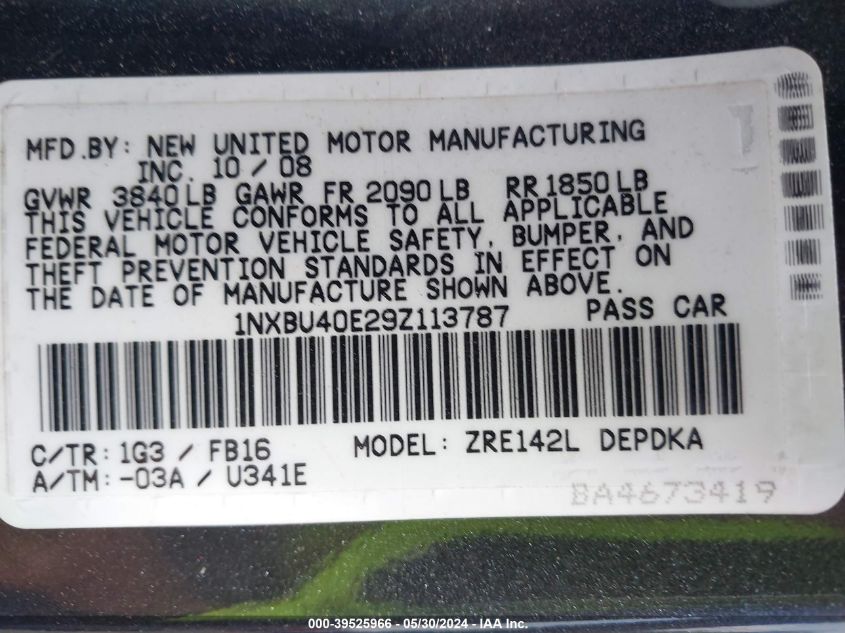 MFD.BY: NEW UNITED MOTOR MANUFACTURING
INC. 10 / 08
GVWR 3840 LB GAWR FR 2090 LB RR 1850 LB
THIS VEHICLE CONFORMS TO ALL APPLICABLE
FEDERAL MOTOR VEHICLE SAFETY, BUMPER, AND
THEFT PREVENTION STANDARDS IN EFFECT ON
THE DATE OF MANUFACTURE SHOWN ABOVE.
1NXBU40E29Z113787 PASS CAR
C/TR: 1G3 / FB16 MODEL: ZRE142L DEPDKA
A/TM: -03A / U341E
BA4673419
000-39525966 - 05/30/2024 - IAA Inc.